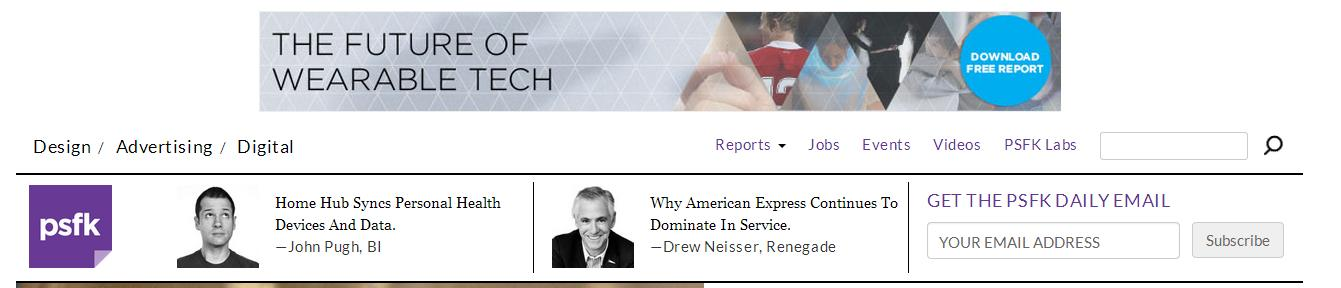 THE FUTURE OF
WEARABLE TECH
DOWNLOAD
FREE REPORT
Design / Advertising / Digital
Reports Jobs Events Videos PSFK Labs
psfk
Home Hub Syncs Personal Health
Devices And Data.
—John Pugh, BI
Why American Express Continues To
Dominate In Service.
—Drew Neisser, Renegade
GET THE PSFK DAILY EMAIL
YOUR EMAIL ADDRESS
Subscribe